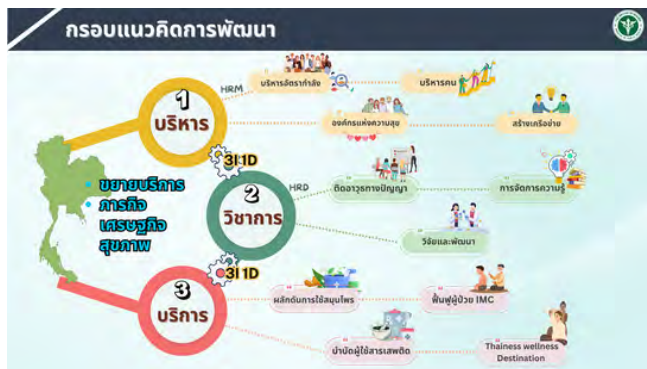 กรอบแนวคิดการพัฒนา
1
บริหาร
HRM
บริหารอัตรากำลัง
บริหารคน
องค์กรแห่งความสุข
สร้างเครือข่าย
3I1D
• ขยายบริการ
• ภารกิจ
เศรษฐกิจ
สุขภาพ
2
วิชาการ
HRD
ติดอาวุธทางปัญญา
การจัดการความรู้
วิจัยและพัฒนา
3I1D
3
บริการ
ผลักดันการใช้สมุนไพร
ฟื้นฟูผู้ป่วย IMC
บำบัดผู้ใช้สารเสพติด
Thainess wellness
Destination